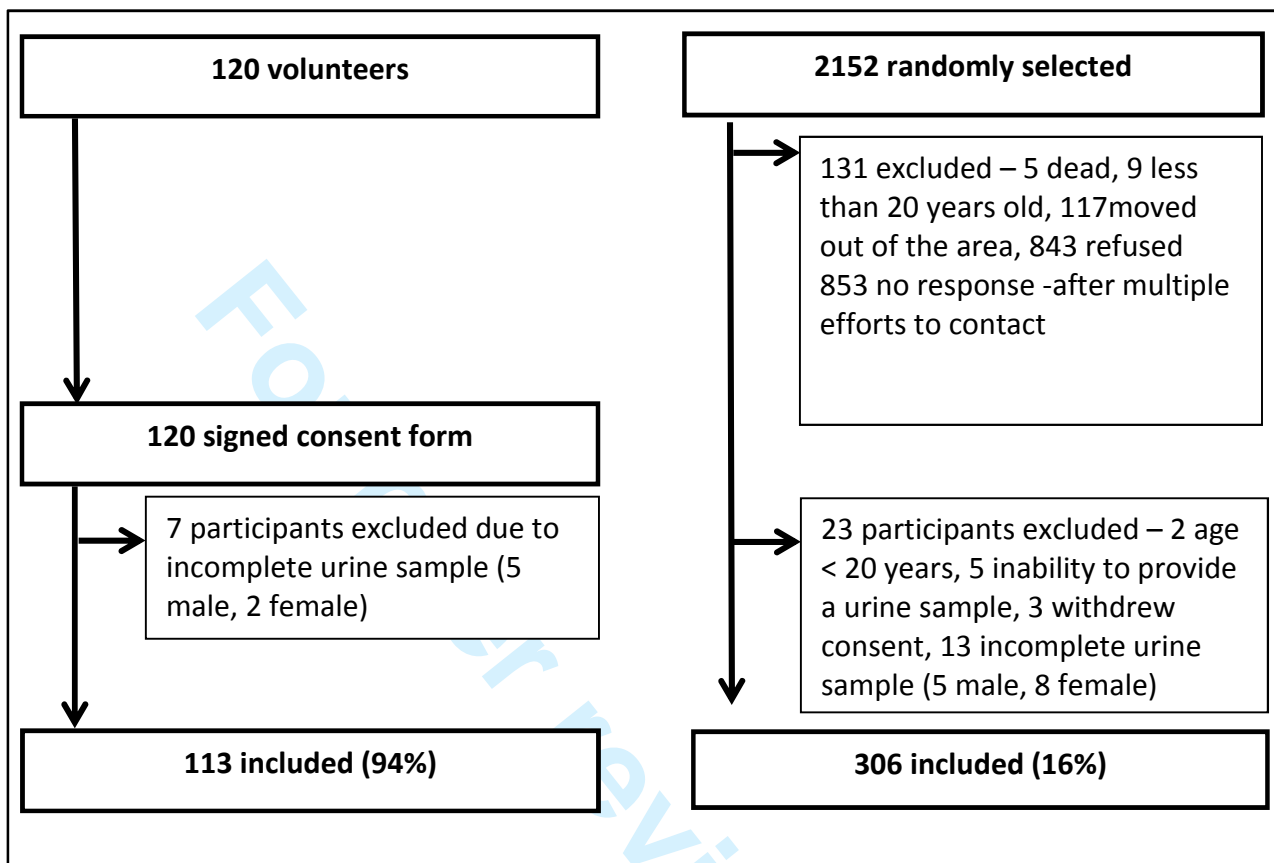 120 volunteers
120 signed consent form
7 participants excluded due to
incomplete urine sample (5
male, 2 female)
113 included (94%)
2152 randomly selected
131 excluded – 5 dead, 9 less
than 20 years old, 117moved
out of the area, 843 refused
853 no response -after multiple
efforts to contact
23 participants excluded – 2 age
< 20 years, 5 inability to provide
a urine sample, 3 withdrew
consent, 13 incomplete urine
sample (5 male, 8 female)
306 included (16%)